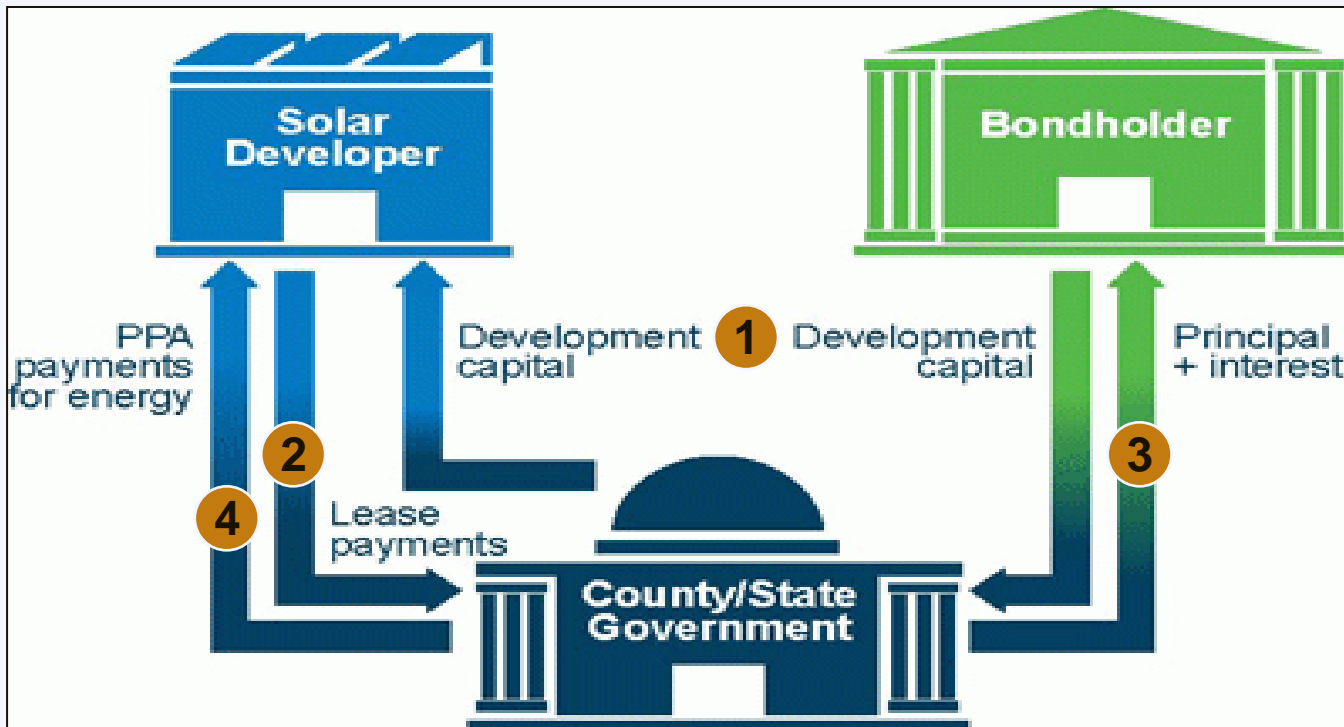 Solar
Developer
Bondholder
PPA
payments
for energy
Development
capital
1
Development
capital
Principal
+ interest
2
3
4
Lease
payments
County/State
Government